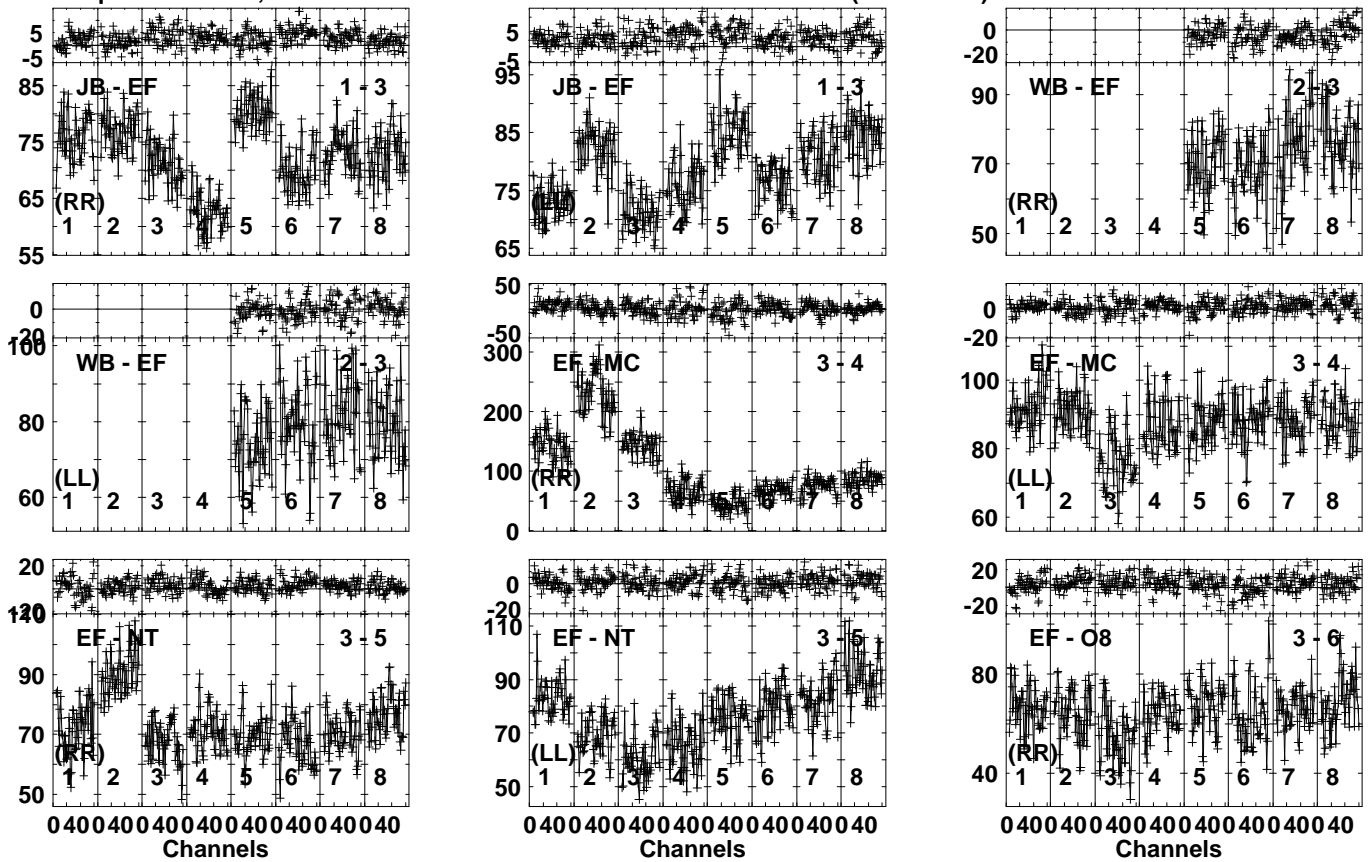 5 5 0
-5 -5 -20
85 JB - EF 1 - 3 95 JB - EF 1 - 3 WB - EF 2 - 3
90
75 85 70
65 75
(RR) (LL) (RR)
1 2 3 4 5 6 7 8 1 2 3 4 5 6 7 8 1 2 3 4 5 6 7 8
55 65 50
0 50 0
-20 -50 -20
100 WB - EF 2 - 3 300 EF - MC 3 - 4 100 EF - MC 3 - 4
80 200 80
(LL) 100 (RR) (LL)
60 1 2 3 4 5 6 7 8 1 2 3 4 5 6 7 8 1 2 3 4 5 6 7 8
0 60
20 0 20
-20 -20
110 EF - NT 3 - 5 110 EF - NT 3 - 5 EF - O8 3 - 6
90 90 80
70 70
(RR) (LL) (RR)
1 2 3 4 5 6 7 8 1 2 3 4 5 6 7 8 40 1 2 3 4 5 6 7 8
50 50
0 40 0 40 0 40 0 40 0 40 0 40 0 40 0 40 0 40 0 40 0 40 0 40 0 40 0 40 0 40 0 40 0 40 0 40 0 40 0 40 0 40 0 40 0 40 0 40
Channels Channels Channels